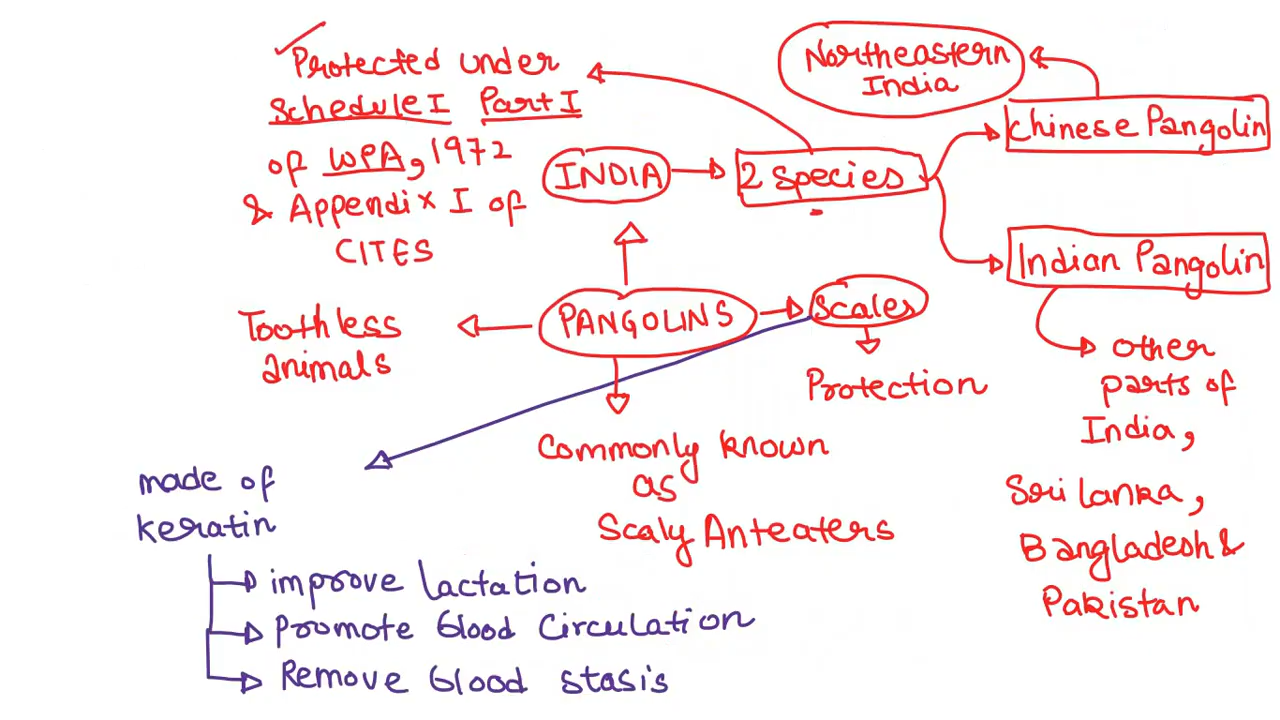 Protected under
Schedule I Part I
of WPA, 1972
& Appendix I of
CITES
INDIA
2 Species
Northeastern
India
Chinese Pangolin
Indian Pangolin
other
parts of
India,
Sri lanka,
Bangladesh &
Pakistan
PANGOLINS
Scales
Protection
Toothless
animals
Commonly known
as
Scaly Anteaters
made of
keratin
improve lactation
Promote blood Circulation
Remove blood stasis